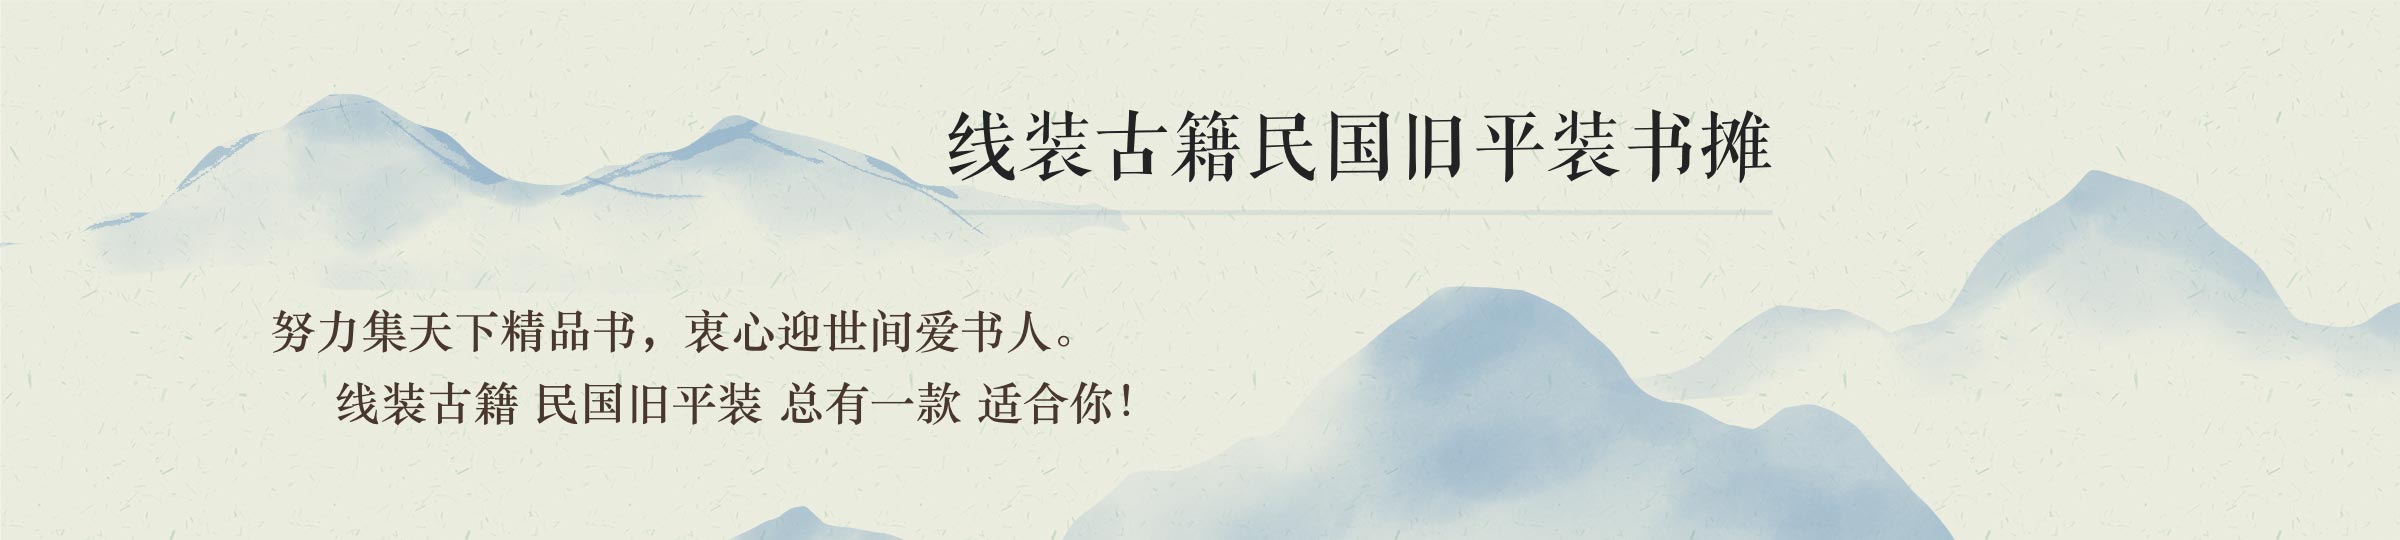 线装古籍民国旧平装书摊
努力集天下精品书，衷心迎世间爱书人。
线装古籍 民国旧平装 总有一款 适合你！